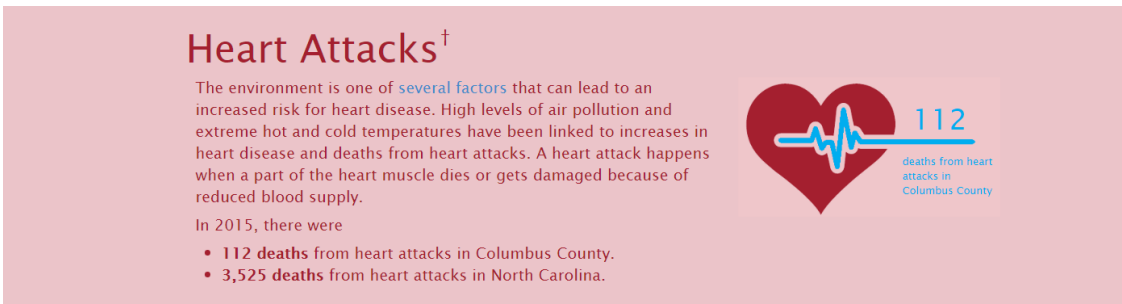 Heart Attacks†
The environment is one of several factors that can lead to an
increased risk for heart disease. High levels of air pollution and
extreme hot and cold temperatures have been linked to increases in
heart disease and deaths from heart attacks. A heart attack happens
when a part of the heart muscle dies or gets damaged because of
reduced blood supply.
In 2015, there were
• 112 deaths from heart attacks in Columbus County.
• 3,525 deaths from heart attacks in North Carolina.
112
deaths from heart
attacks in
Columbus County